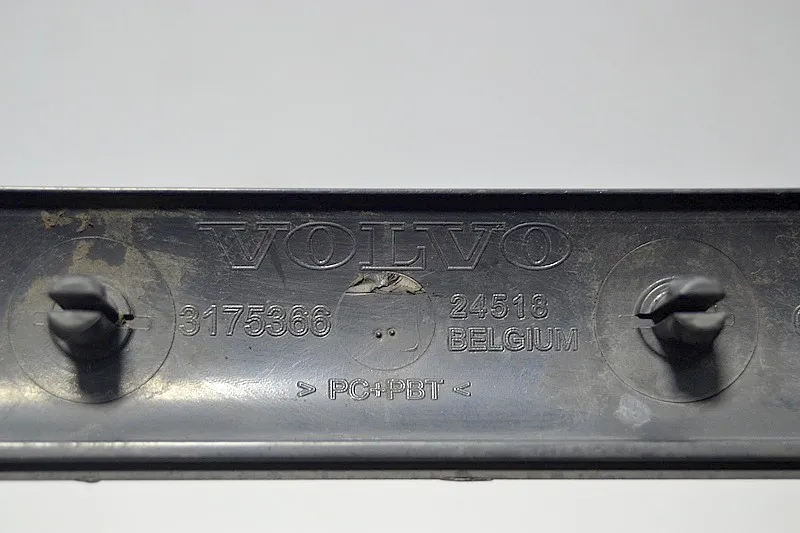 VOLVO
3175366
24518
BELGIUM
> PC+PBT <